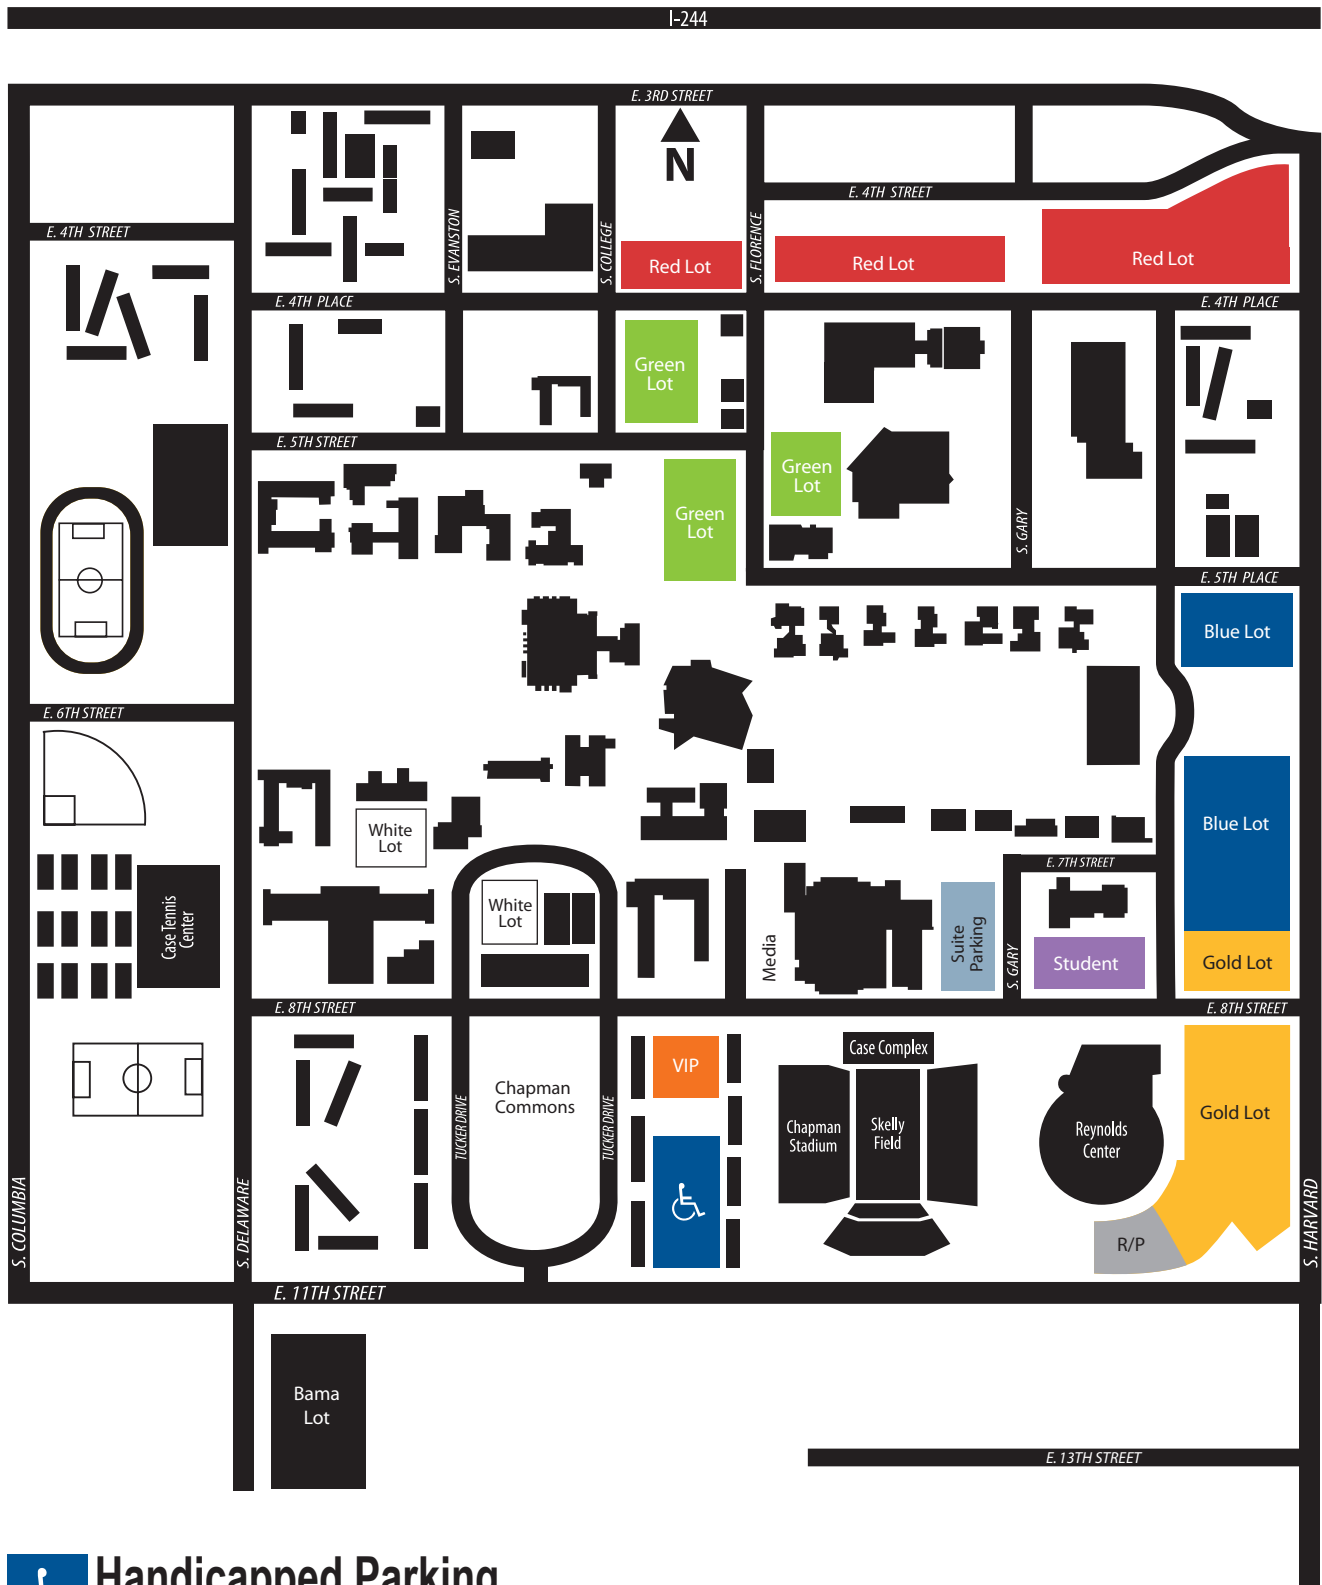 I-244
E. 3RD STREET
N
E. 4TH STREET
E. 4TH STREET
S. EVANSTON
S. COLLEGE
S. FLORENCE
Red Lot
Red Lot
Red Lot
E. 4TH PLACE
E. 4TH PLACE
Green
Lot
E. 5TH STREET
Green
Lot
Green
Lot
S. GARY
E. 5TH PLACE
Blue Lot
E. 6TH STREET
White
Lot
Blue Lot
E. 7TH STREET
Case Tennis
Center
White
Lot
Media
Suite
Parking
S. GARY
Student
Gold Lot
E. 8TH STREET
E. 8TH STREET
VIP
Case Complex
Chapman
Commons
TUCKER DRIVE
TUCKER DRIVE
Chapman
Stadium
Skelly
Field
Reynolds
Center
Gold Lot
S. COLUMBIA
S. DELAWARE
S. HARVARD
R/P
E. 11TH STREET
Bama
Lot
E. 13TH STREET
Handicapped Parking